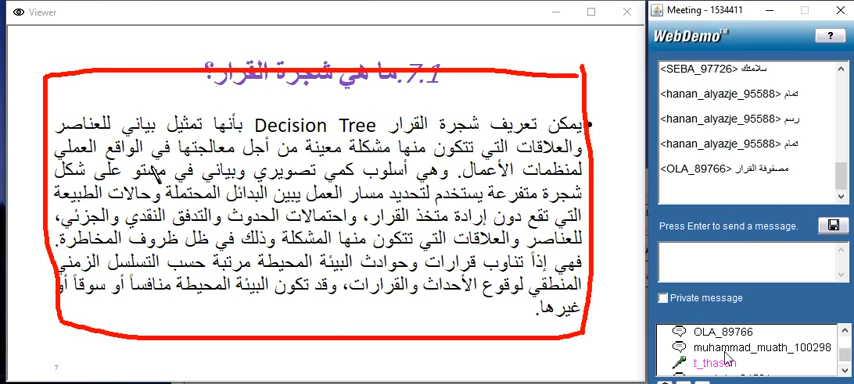 Viewer
7.1.ما هي شجرة القرار؟
•يمكن تعريف شجرة القرار Decision Tree بأنها تمثيل بياني للعناصر
والعلاقات التي تتكون منها مشكلة معينة من أجل معالجتها في الواقع العملي
لمنظمات الأعمال. وهي أسلوب كمي تصويري وبياني في مستو على شكل
شجرة متفرعة يستخدم لتحديد مسار العمل يبين البدائل المحتملة وحالات الطبيعة
التي تقع دون إرادة متخذ القرار، واحتمالات الحدوث والتدفق النقدي والجزئي،
للعناصر والعلاقات التي تتكون منها المشكلة وذلك في ظل ظروف المخاطرة.
فهي إذاً تناوب قرارات وحوادث البيئة المحيطة مرتبة حسب التسلسل الزمني
المنطقي لوقوع الأحداث والقرارات، وقد تكون البيئة المحيطة منافساً أو سوقاً أو
غيرها.
7
Meeting - 1534411
WebDemo
?
<SEBA_97726> سلامتك
<hanan_alyazje_95588> تمام
<hanan_alyazje_95588> رسم
<hanan_alyazje_95588> تمام
<OLA_89766> مصفوفة القرار
Press Enter to send a message.
Private message
OLA_89766
muhammad_muath_100298